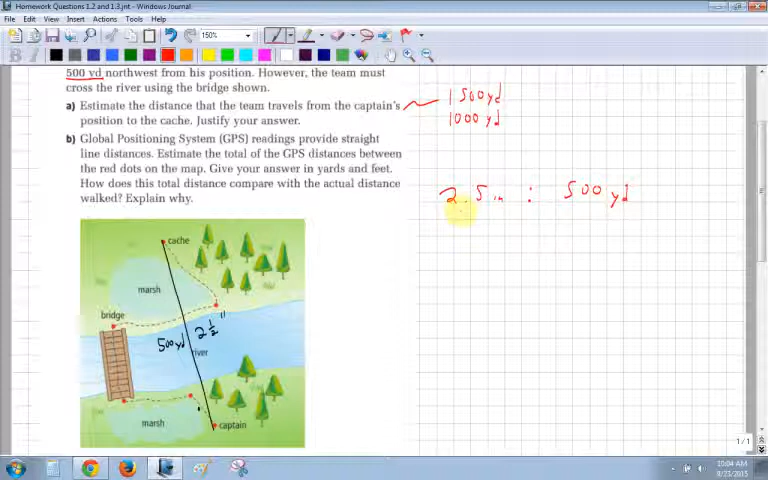 Homework Questions 1.2 and 1.3.jnt - Windows Journal
File Edit View Insert Actions Tools Help
150%
500 yd northwest from his position. However, the team must
cross the river using the bridge shown.
a) Estimate the distance that the team travels from the captain's
position to the cache. Justify your answer.
b) Global Positioning System (GPS) readings provide straight
line distances. Estimate the total of the GPS distances between
the red dots on the map. Give your answer in yards and feet.
How does this total distance compare with the actual distance
walked? Explain why.
1500yd
1000 yd
2.5 in : 500 yd
cache
marsh
bridge
2 1/2 "
500yd
river
marsh
captain
1/1
10:04 AM
8/23/2015